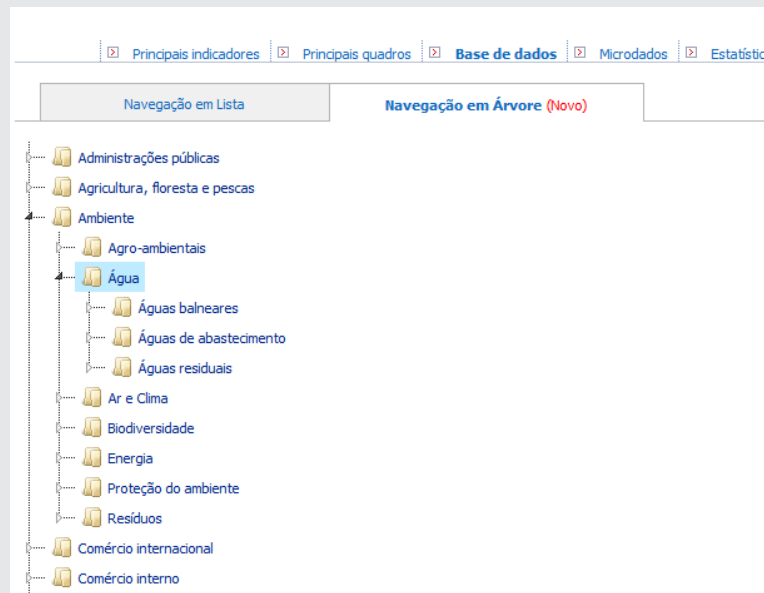 Principais indicadores Principais quadros Base de dados Microdados Estatístic
Navegação em Lista Navegação em Árvore (Novo)
Administrações públicas
Agricultura, floresta e pescas
Ambiente
Agro-ambientais
Água
Águas balneares
Águas de abastecimento
Águas residuais
Ar e Clima
Biodiversidade
Energia
Proteção do ambiente
Resíduos
Comércio internacional
Comércio interno